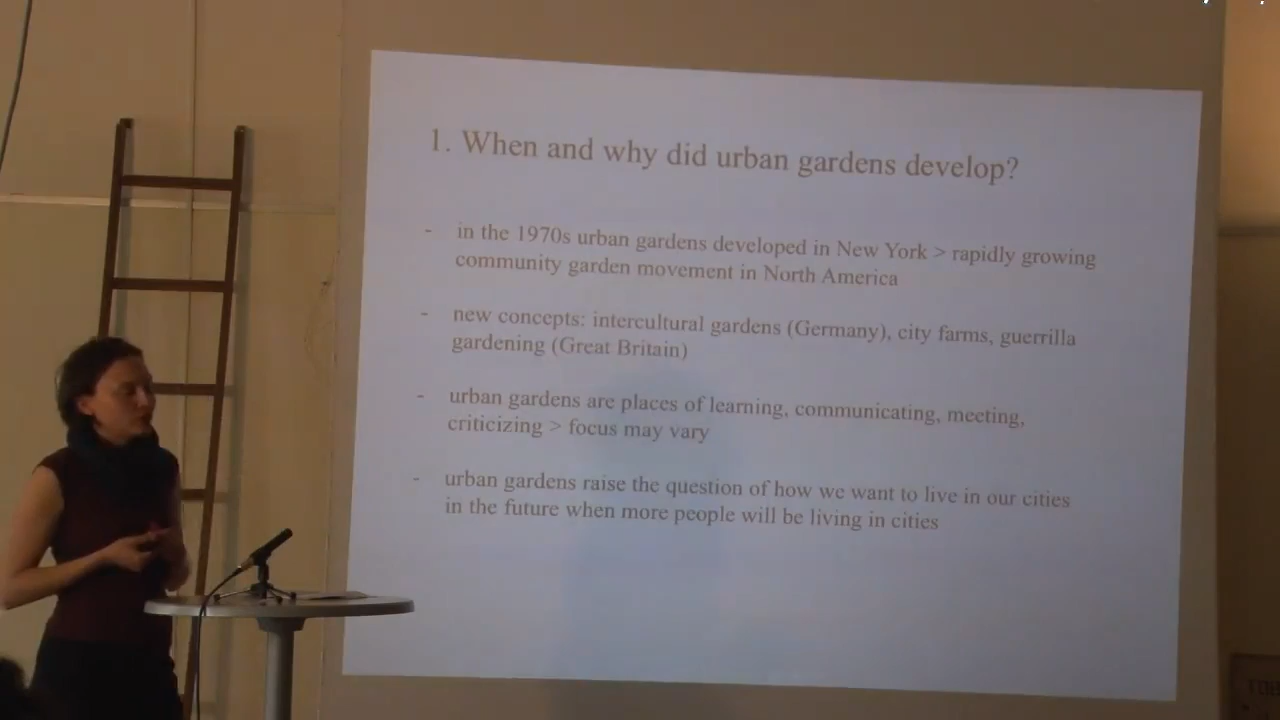 1. When and why did urban gardens develop?
- in the 1970s urban gardens developed in New York > rapidly growing
community garden movement in North America
- new concepts: intercultural gardens (Germany), city farms, guerrilla
gardening (Great Britain)
- urban gardens are places of learning, communicating, meeting,
criticizing > focus may vary
- urban gardens raise the question of how we want to live in our cities
in the future when more people will be living in cities